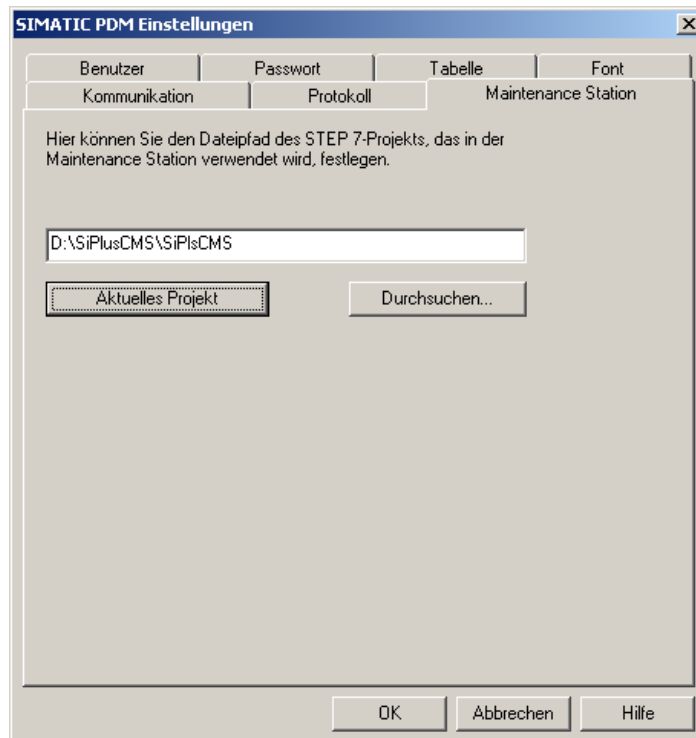 SIMATIC PDM Einstellungen
Benutzer Passwort Tabelle Font
Kommunikation Protokoll Maintenance Station
Hier können Sie den Dateipfad des STEP 7-Projekts, das in der
Maintenance Station verwendet wird, festlegen.
D:\SiPlusCMS\SiPlsCMS
Aktuelles Projekt Durchsuchen...
OK Abbrechen Hilfe